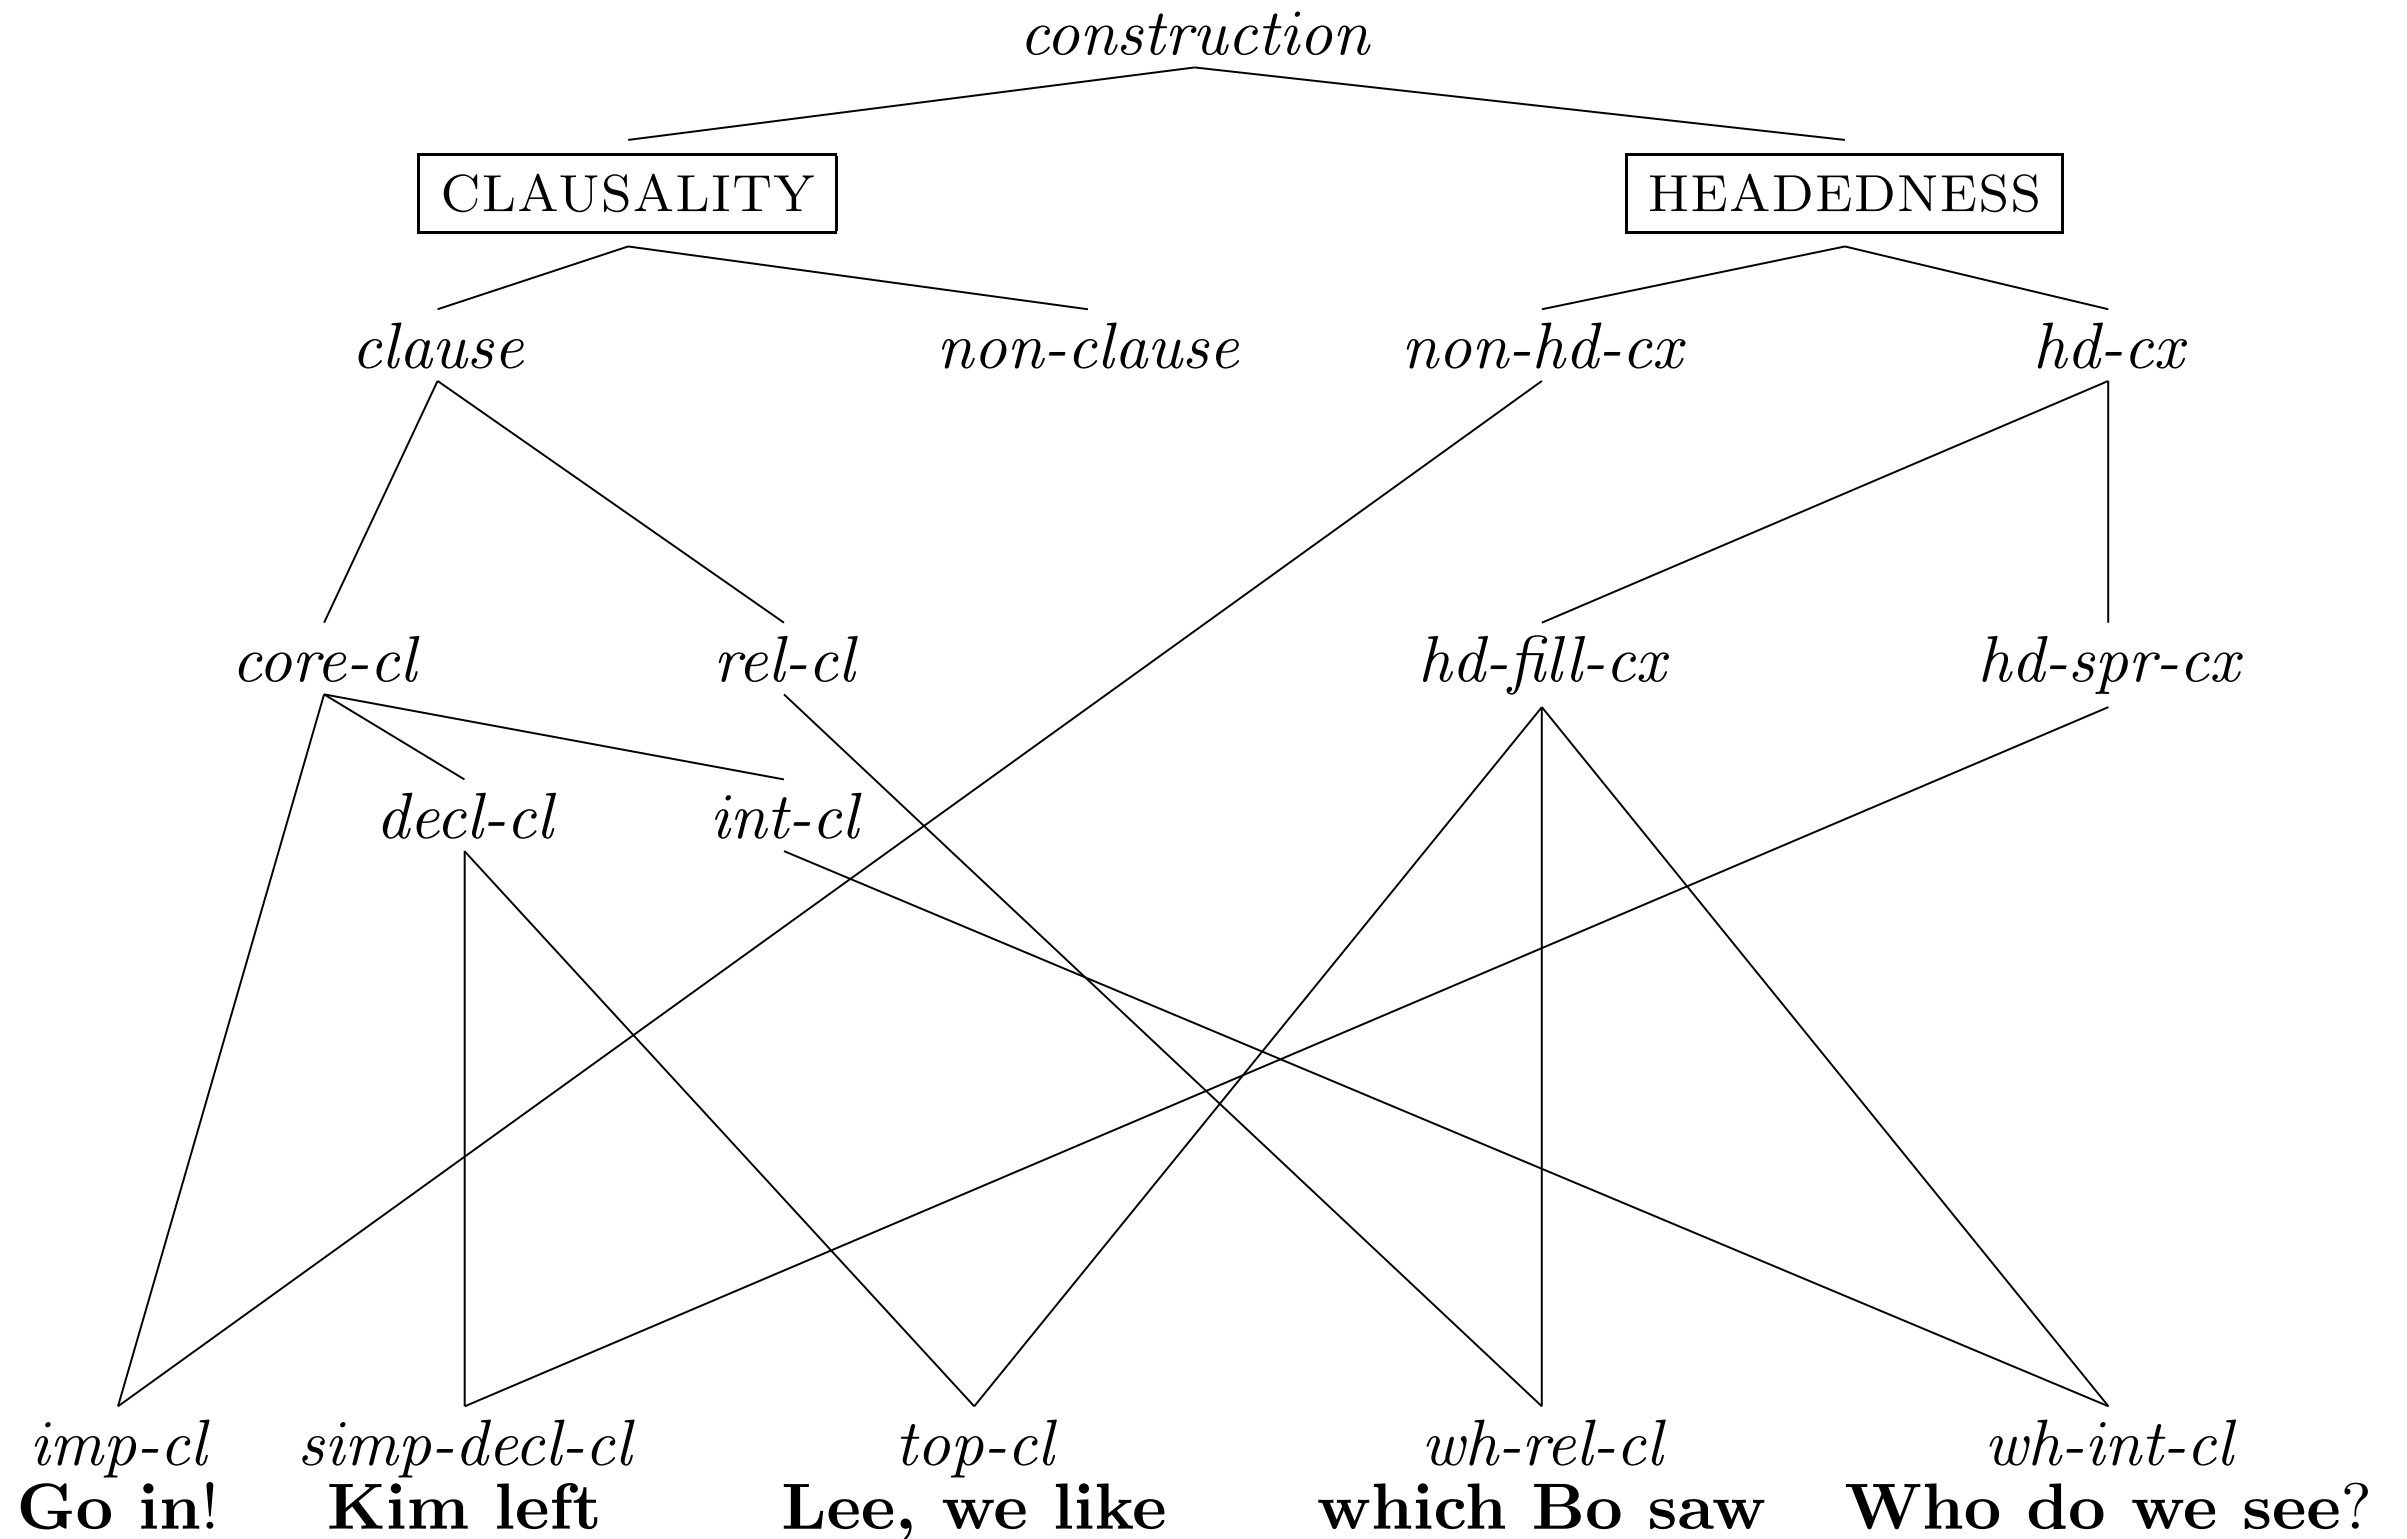 construction
CLAUSALITY HEADEDNESS
clause non-clause non-hd-cx hd-cx
core-cl rel-cl hd-fill-cx hd-spr-cx
decl-cl int-cl
imp-cl simp-decl-cl top-cl wh-rel-cl wh-int-cl
Go in! Kim left Lee, we like which Bo saw Who do we see?